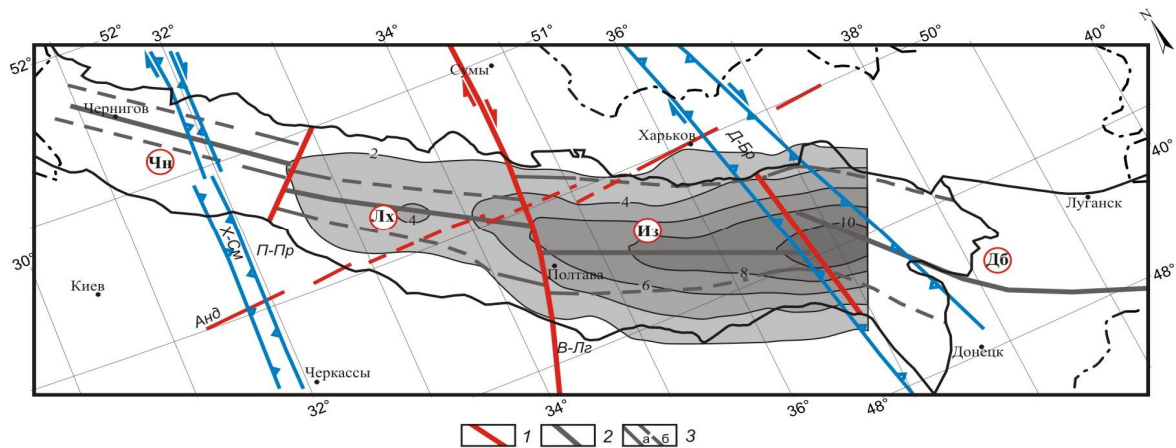 52° 32° 34° 51° 36° 38° 50° 40° N
52°
Сумы
Чернигов
Харьков
Д-Бр
40°
Чн
2
4
Луганск
Лх
4
Из
10
Х-См
П-Пр
Дб
30°
Полтава
8
48°
Киев
6
Анд
В-Лг
Донецк
Черкассы
32° 34° 36° 48°
1 2 а б 3